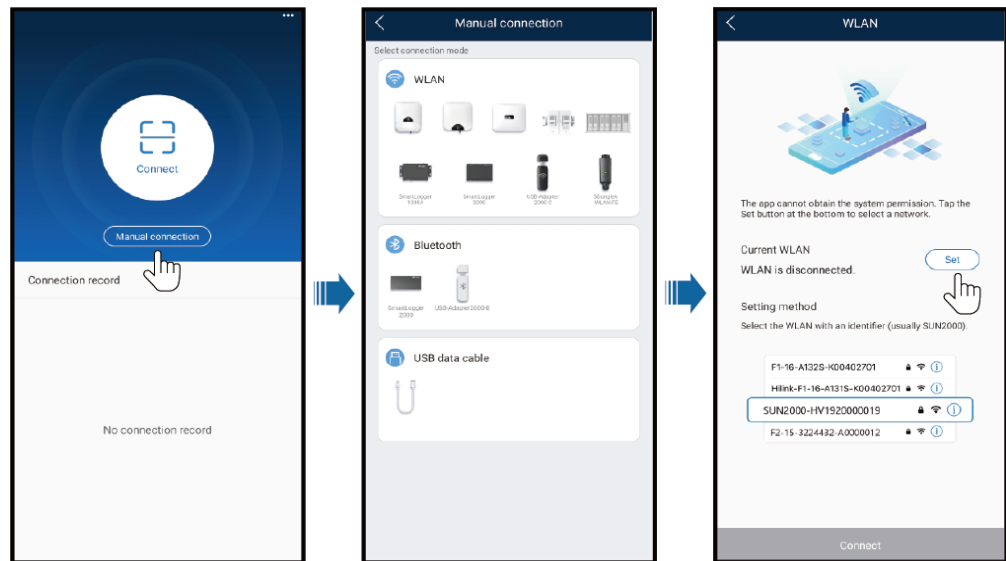 Connect
Manual connection
Connection record
No connection record
Manual connection
Select connection mode
WLAN
SmartLogger SmartLogger USB-Adapter
2000 2000-C
Bluetooth
SmartLogger USB-Adapter2000-B
2000
USB data cable
WLAN
The app cannot obtain the system permission. Tap the
Set button at the bottom to select a network.
Current WLAN
Set
WLAN is disconnected.
Setting method
Select the WLAN with an identifier (usually SUN2000).
F1-16-A132S-K00402701
Hilink-F1-16-A131S-K00402701
SUN2000-HV1920000019
F2-15-3224432-A0000012
Connect